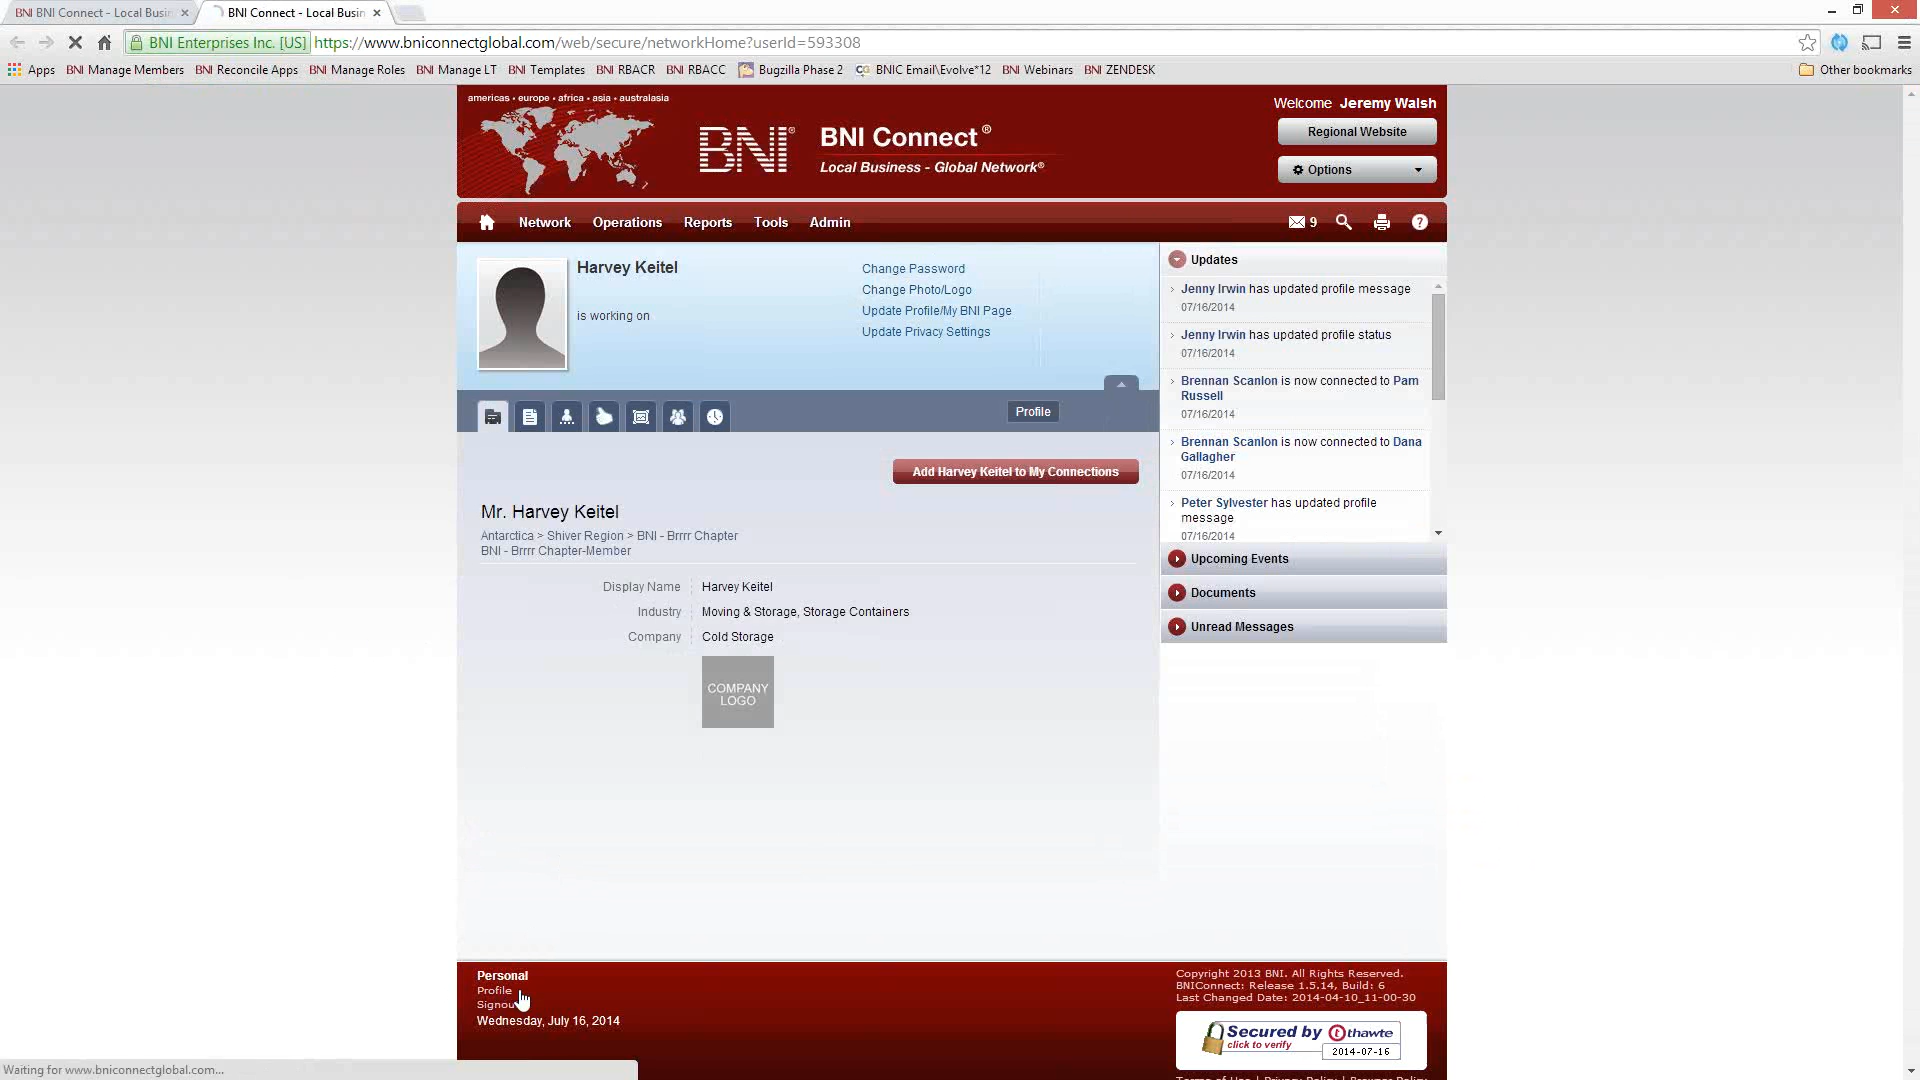 BNI BNI Connect - Local Busin
BNI Connect - Local Busin
BNI Enterprises Inc. [US] https://www.bniconnectglobal.com/web/secure/networkHome?userId=593308
Apps BNI Manage Members BNI Reconcile Apps BNI Manage Roles BNI Manage LT BNI Templates BNI RBACR BNI RBACC Bugzilla Phase 2 CG BNIC Email\Evolve*12 BNI Webinars BNI ZENDESK Other bookmarks
americas • europe • africa • asia • australasia
BNI®
BNI Connect®
Local Business - Global Network®
Welcome Jeremy Walsh
Regional Website
Options
Network Operations Reports Tools Admin
9
?
Harvey Keitel
is working on
Change Password
Change Photo/Logo
Update Profile/My BNI Page
Update Privacy Settings
Profile
Add Harvey Keitel to My Connections
Mr. Harvey Keitel
Antarctica > Shiver Region > BNI - Brrrr Chapter
BNI - Brrrr Chapter-Member
Display Name Harvey Keitel
Industry Moving & Storage, Storage Containers
Company Cold Storage
COMPANY
LOGO
Updates
Jenny Irwin has updated profile message
07/16/2014
Jenny Irwin has updated profile status
07/16/2014
Brennan Scanlon is now connected to Pam
Russell
07/16/2014
Brennan Scanlon is now connected to Dana
Gallagher
07/16/2014
Peter Sylvester has updated profile
message
07/16/2014
Upcoming Events
Documents
Unread Messages
Personal
Profile
Signou
Wednesday, July 16, 2014
Copyright 2013 BNI. All Rights Reserved.
BNIConnect: Release 1.5.14, Build: 6
Last Changed Date: 2014-04-10_11-00-30
Secured by thawte
click to verify
2014-07-16
Terms of Use | Privacy Policy | Browser Policy
Waiting for www.bniconnectglobal.com...